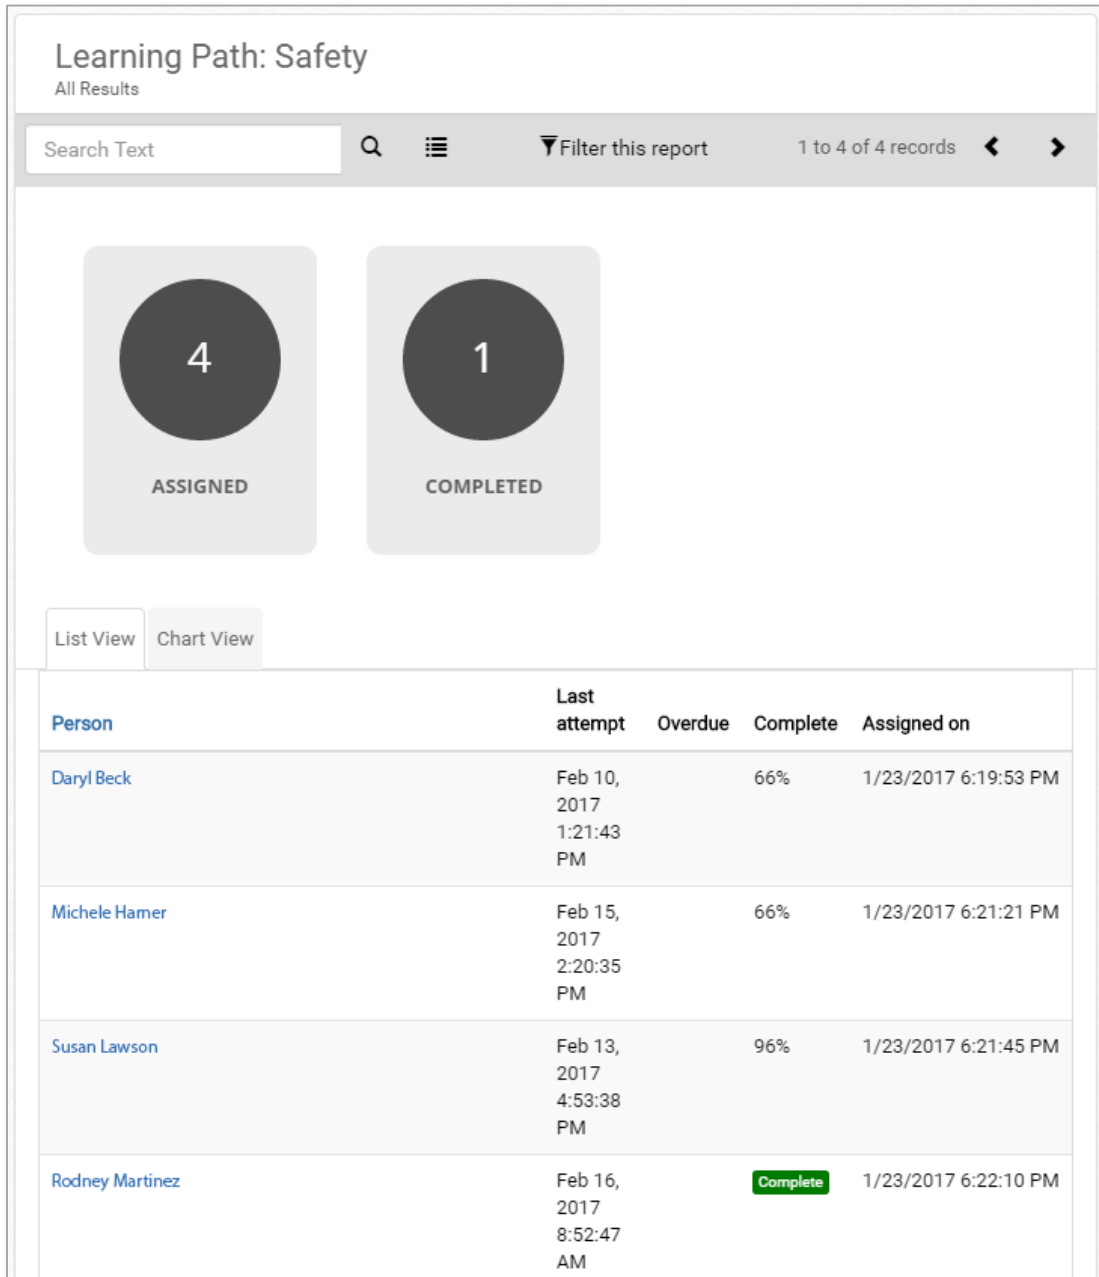 Learning Path: Safety
All Results
Search Text
Filter this report
1 to 4 of 4 records
4
1
ASSIGNED
COMPLETED
List View
Chart View
Person
Last
attempt
Overdue
Complete
Assigned on
Daryl Beck
Feb 10,
2017
1:21:43
PM
66%
1/23/2017 6:19:53 PM
Michele Harner
Feb 15,
2017
2:20:35
PM
66%
1/23/2017 6:21:21 PM
Susan Lawson
Feb 13,
2017
4:53:38
PM
96%
1/23/2017 6:21:45 PM
Rodney Martinez
Feb 16,
2017
8:52:47
AM
Complete
1/23/2017 6:22:10 PM